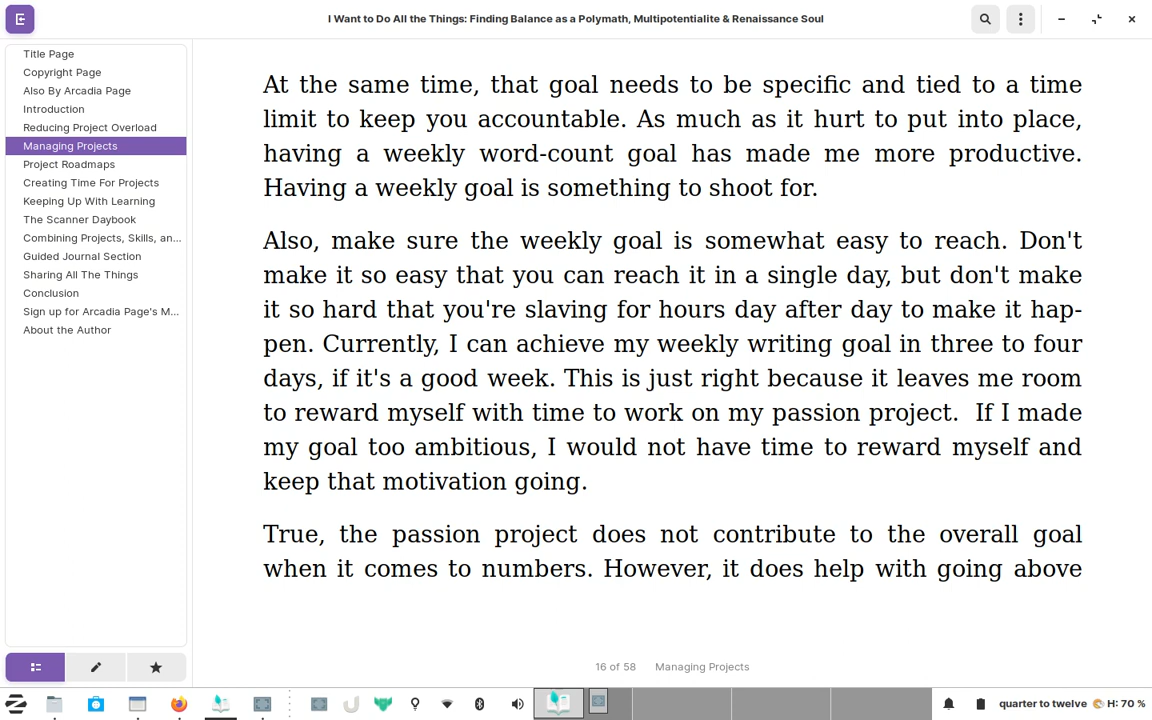 I Want to Do All the Things: Finding Balance as a Polymath, Multipotentialite & Renaissance Soul
Title Page
Copyright Page
Also By Arcadia Page
Introduction
Reducing Project Overload
Managing Projects
Project Roadmaps
Creating Time For Projects
Keeping Up With Learning
The Scanner Daybook
Combining Projects, Skills, an...
Guided Journal Section
Sharing All The Things
Conclusion
Sign up for Arcadia Page's M...
About the Author
At the same time, that goal needs to be specific and tied to a time
limit to keep you accountable. As much as it hurt to put into place,
having a weekly word-count goal has made me more productive.
Having a weekly goal is something to shoot for.
Also, make sure the weekly goal is somewhat easy to reach. Don't
make it so easy that you can reach it in a single day, but don't make
it so hard that you're slaving for hours day after day to make it hap-
pen. Currently, I can achieve my weekly writing goal in three to four
days, if it's a good week. This is just right because it leaves me room
to reward myself with time to work on my passion project.  If I made
my goal too ambitious, I would not have time to reward myself and
keep that motivation going.
True, the passion project does not contribute to the overall goal
when it comes to numbers. However, it does help with going above
16 of 58 Managing Projects
quarter to twelve H: 70 %